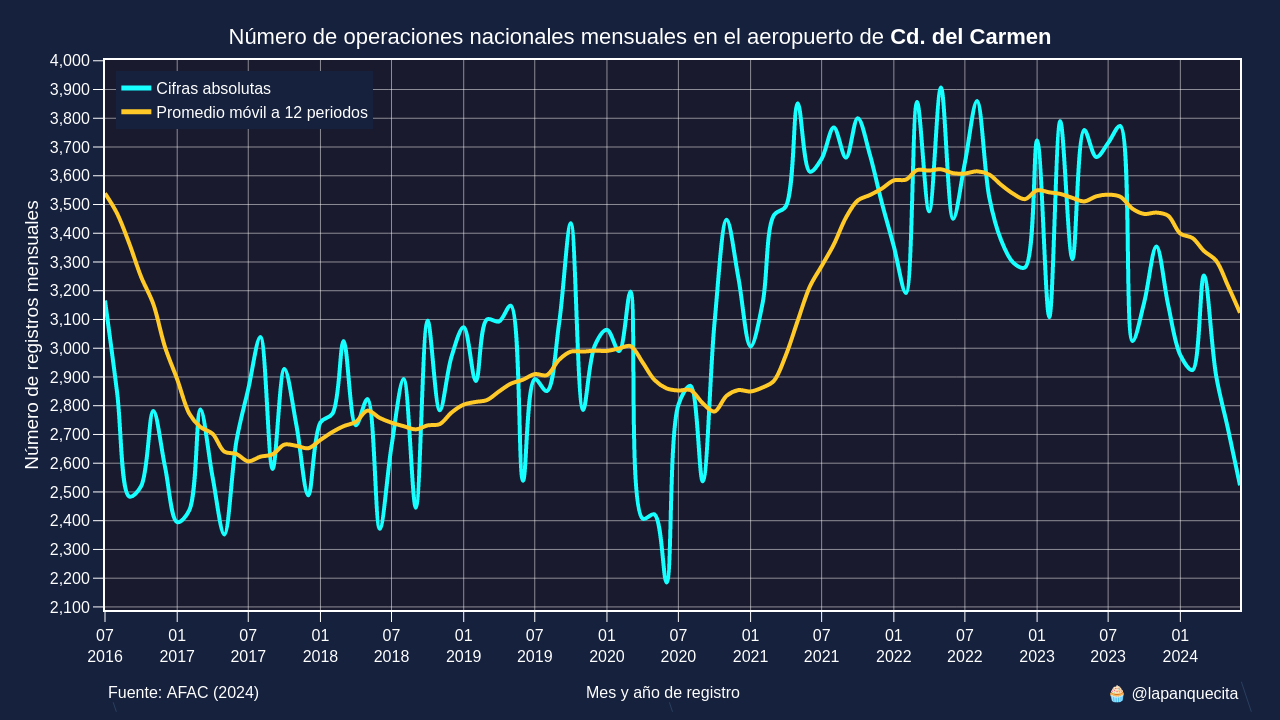 Número de operaciones nacionales mensuales en el aeropuerto de Cd. del Carmen
Cifras absolutas
Promedio móvil a 12 periodos
Número de registros mensuales
4,000
3,900
3,800
3,700
3,600
3,500
3,400
3,300
3,200
3,100
3,000
2,900
2,800
2,700
2,600
2,500
2,400
2,300
2,200
2,100
07 01 07 01 07 01 07 01 07 01 07 01 07 01 07 01
2016 2017 2017 2018 2018 2019 2019 2020 2020 2021 2021 2022 2022 2023 2023 2024
Fuente: AFAC (2024) Mes y año de registro 🧁 @lapanquecita